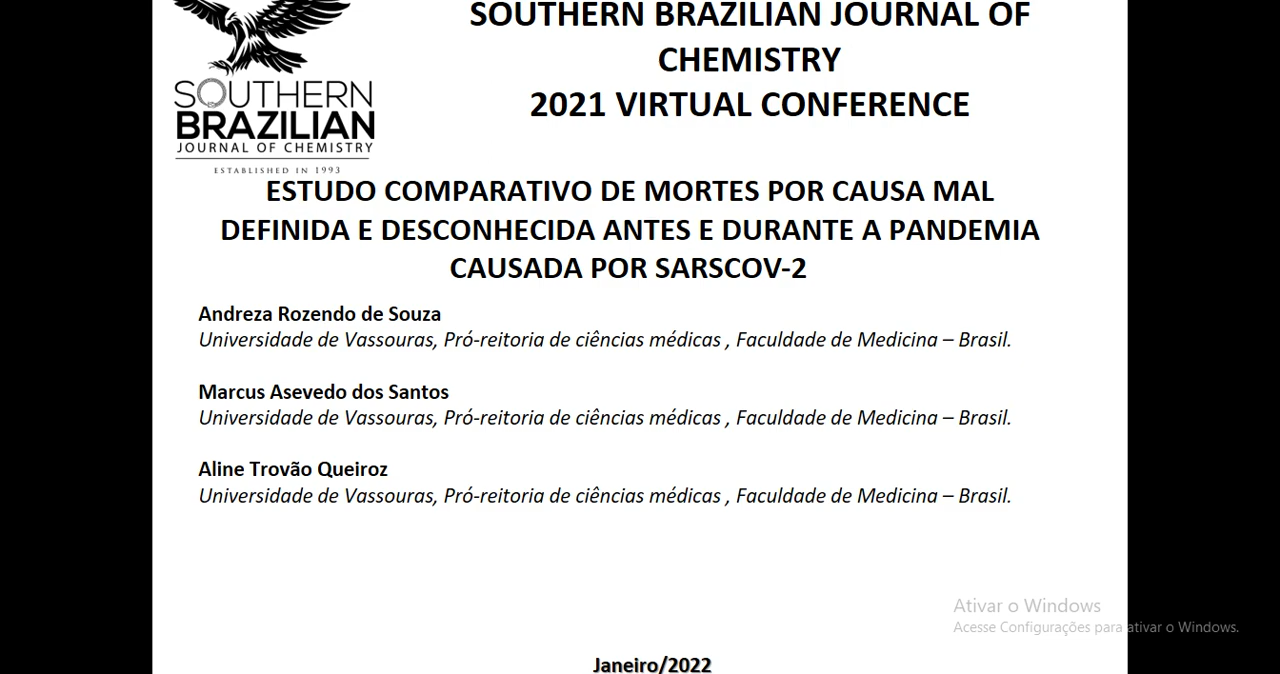 SOUTHERN BRAZILIAN JOURNAL OF
CHEMISTRY
2021 VIRTUAL CONFERENCE
SOUTHERN
BRAZILIAN
JOURNAL OF CHEMISTRY
ESTABLISHED IN 1993
ESTUDO COMPARATIVO DE MORTES POR CAUSA MAL
DEFINIDA E DESCONHECIDA ANTES E DURANTE A PANDEMIA
CAUSADA POR SARSCOV-2
Andreza Rozendo de Souza
Universidade de Vassouras, Pró-reitoria de ciências médicas , Faculdade de Medicina – Brasil.
Marcus Asevedo dos Santos
Universidade de Vassouras, Pró-reitoria de ciências médicas , Faculdade de Medicina – Brasil.
Aline Trovão Queiroz
Universidade de Vassouras, Pró-reitoria de ciências médicas , Faculdade de Medicina – Brasil.
Ativar o Windows
Acesse Configurações para ativar o Windows.
Janeiro/2022